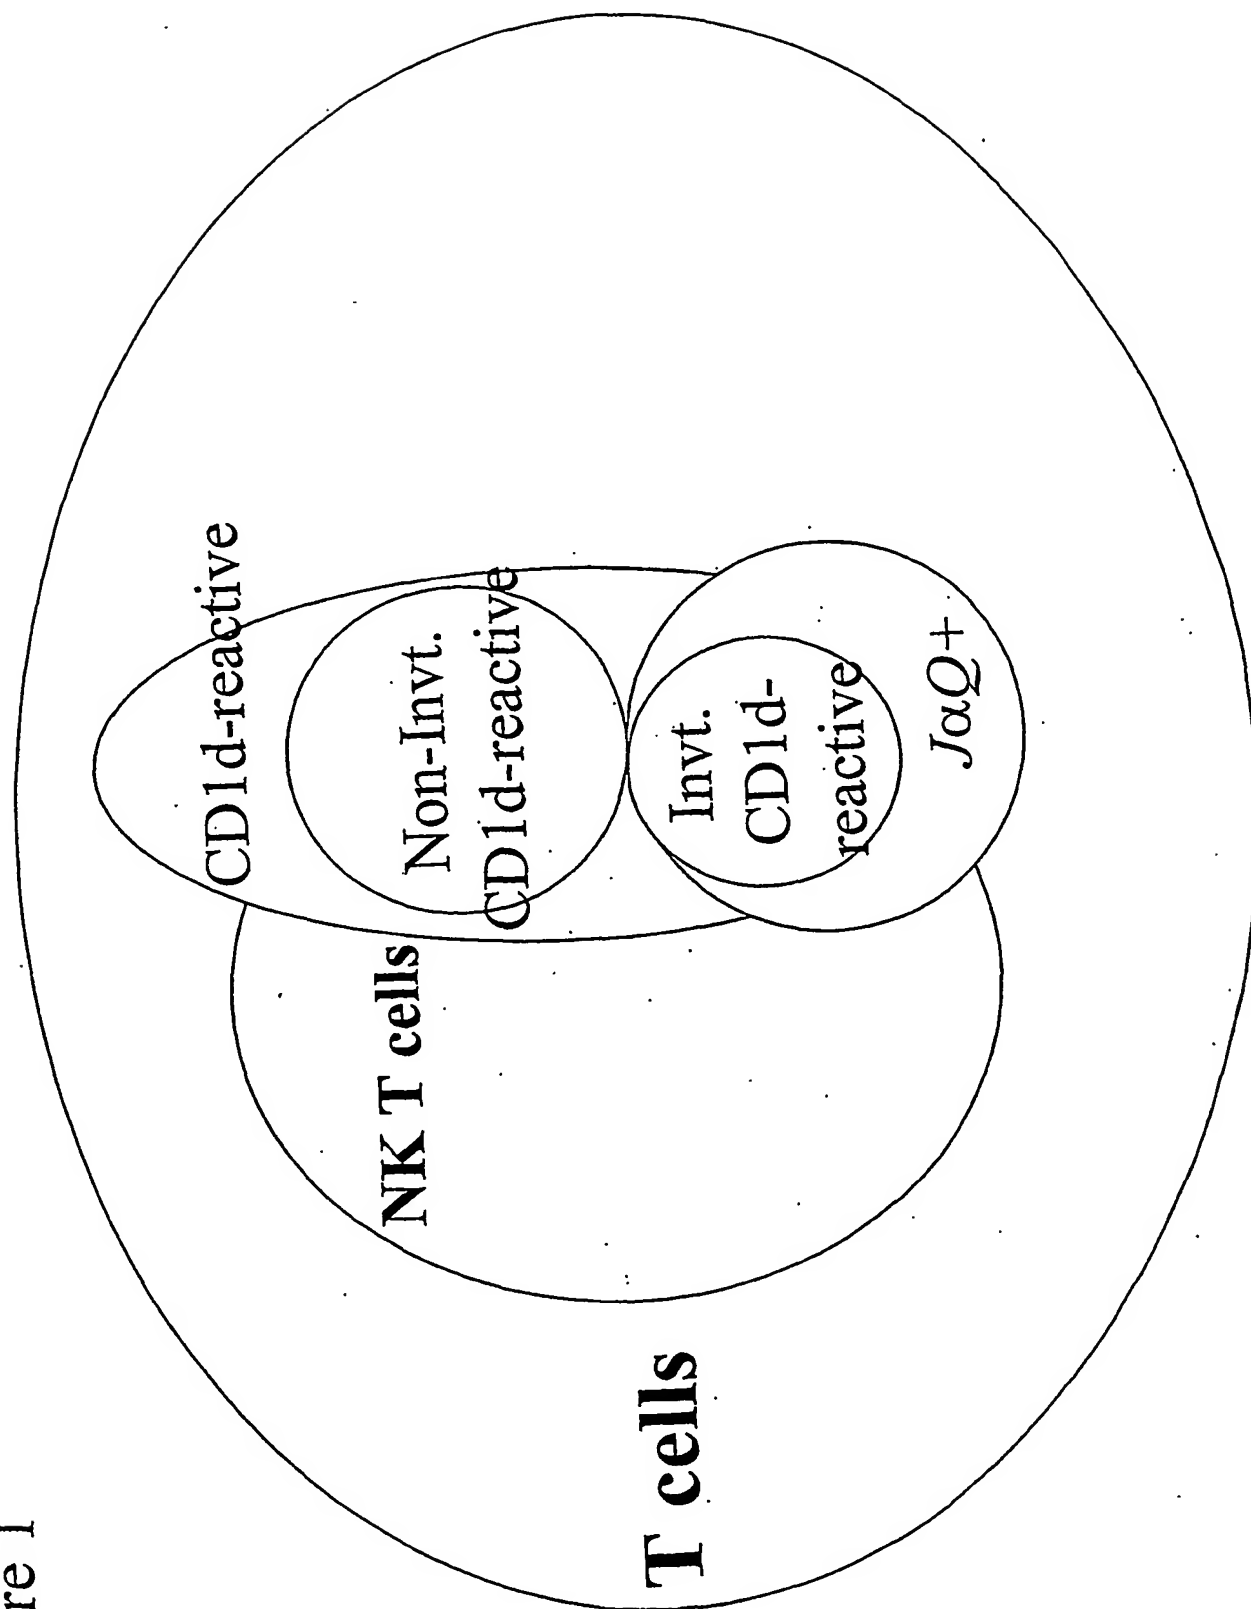 re 1
CD1d-reactive
NK T cells
Non-Invt.
CD1d-reactive
T cells
Invt.
CD1d-
reactive
JαQ+